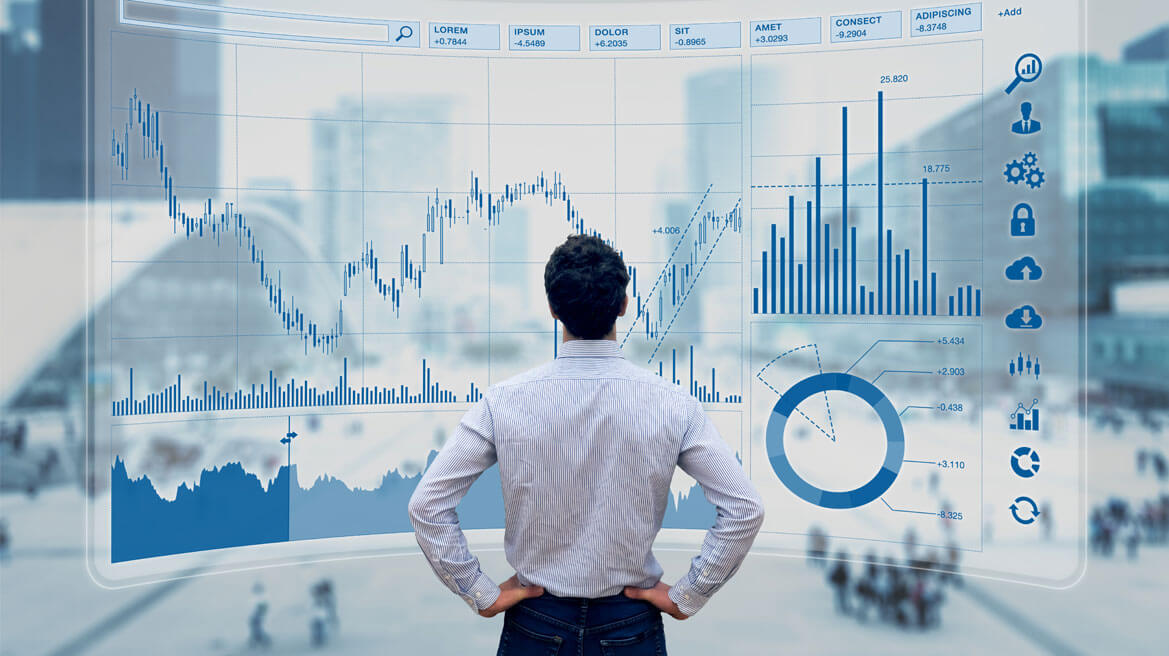 LOREM
+0.7844
IPSUM
-4.5489
DOLOR
+6.2035
SIT
-0.8965
AMET
+3.0293
CONSECT
-9.2904
ADIPISCING
-8.3748
+Add
25.820
18.775
+4.006
+5.434
+2.903
-0.438
+3.110
-8.325